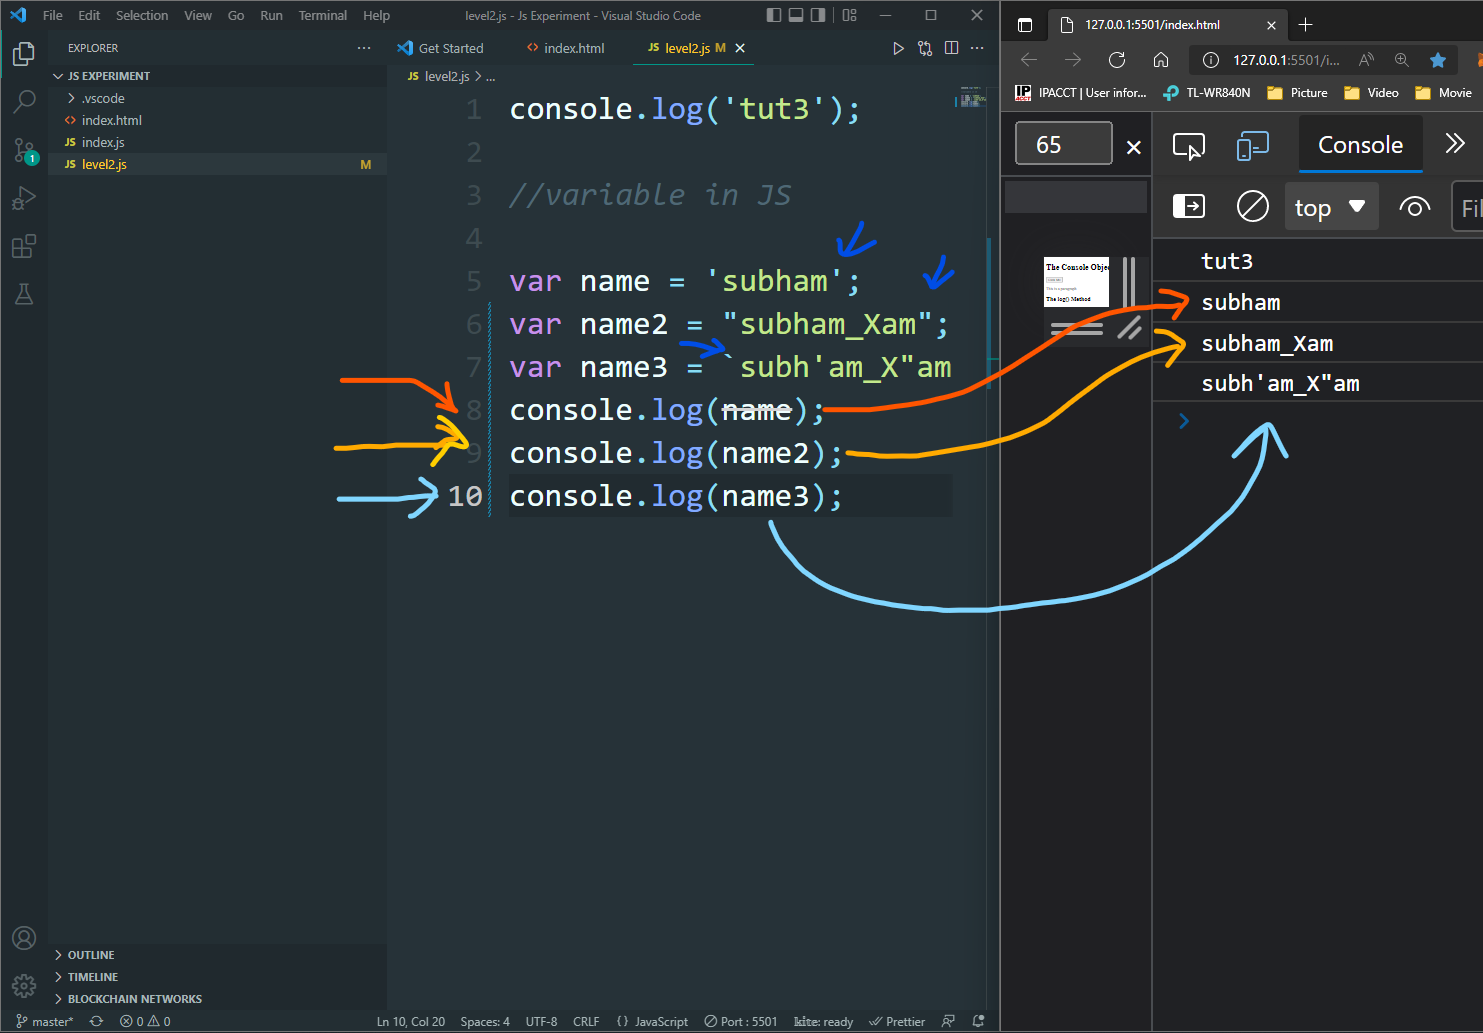 File Edit Selection View Go Run Terminal Help level2.js - Js Experiment - Visual Studio Code
EXPLORER
JS EXPERIMENT
.vscode
index.html
JS index.js
JS level2.js M
OUTLINE
TIMELINE
BLOCKCHAIN NETWORKS
Get Started index.html JS level2.js M
JS level2.js > ...
1 console.log('tut3');
2
3 //variable in JS
4
5 var name = 'subham';
6 var name2 = "subham_Xam";
7 var name3 = `subh'am_X"am
8 console.log(name);
9 console.log(name2);
10 console.log(name3);
1
master* 0 0 Ln 10, Col 20 Spaces: 4 UTF-8 CRLF {} JavaScript Port : 5501 kite: ready Prettier
127.0.0.1:5501/index.html
127.0.0.1:5501/i...
IPACCT | User infor... TL-WR840N Picture Video Movie
65
Console
top Fil
The Console Objec
The log() Method
tut3
subham
subham_Xam
subh'am_X"am